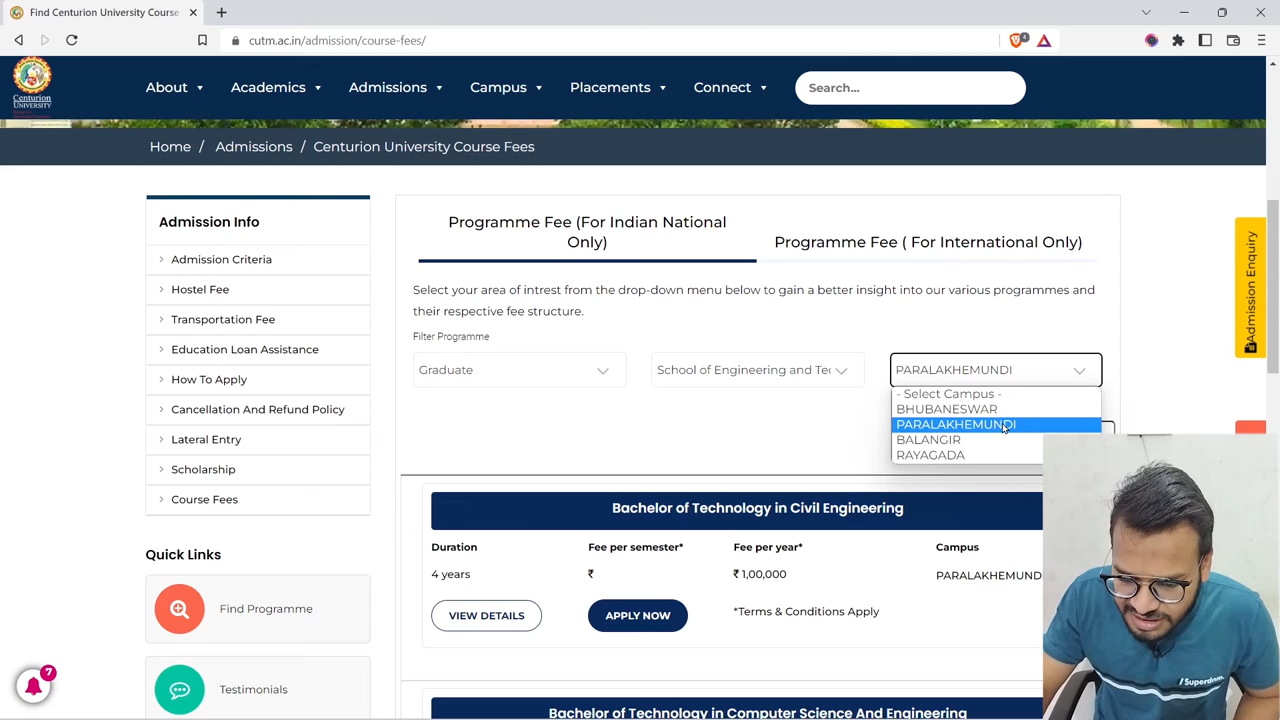 Find Centurion University Course
cutm.ac.in/admission/course-fees/
4
Centurion
UNIVERSITY
About
Academics
Admissions
Campus
Placements
Connect
Search...
Home / Admissions / Centurion University Course Fees
Admission Info
Admission Criteria
Hostel Fee
Transportation Fee
Education Loan Assistance
How To Apply
Cancellation And Refund Policy
Lateral Entry
Scholarship
Course Fees
Quick Links
Find Programme
Testimonials
7
Programme Fee (For Indian National
Only)
Programme Fee ( For International Only)
Select your area of intrest from the drop-down menu below to gain a better insight into our various programmes and
their respective fee structure.
Filter Programme
Graduate
School of Engineering and Tec
PARALAKHEMUNDI
- Select Campus -
BHUBANESWAR
PARALAKHEMUNDI
BALANGIR
RAYAGADA
Bachelor of Technology in Civil Engineering
Duration Fee per semester* Fee per year* Campus
4 years ₹ ₹ 1,00,000 PARALAKHEMUND
VIEW DETAILS
APPLY NOW
*Terms & Conditions Apply
Bachelor of Technology in Computer Science And Engineering
Admission Enquiry
/Superdnm.